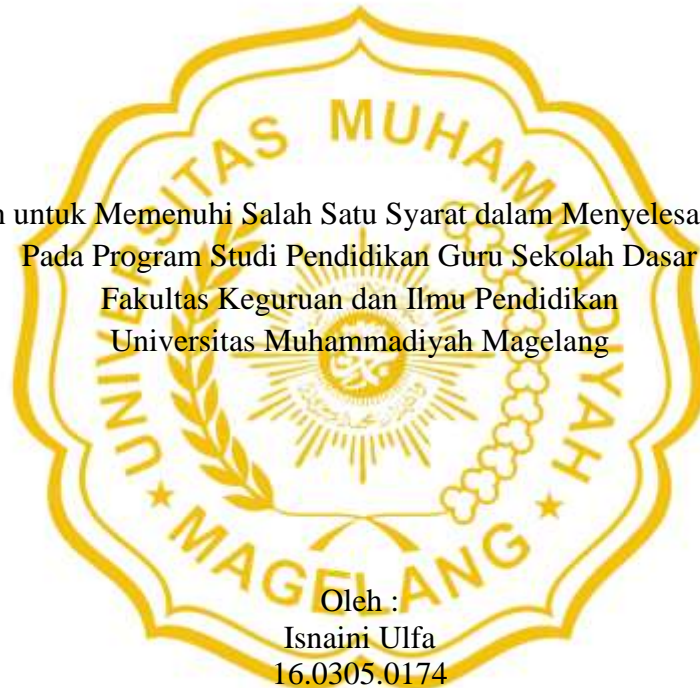 UNIVERSITAS MUHAMMADIYAH
untuk Memenuhi Salah Satu Syarat dalam
Pada Program Studi Pendidikan Guru Sekolah Dasar
Fakultas Keguruan dan Ilmu Pendidikan
Universitas Muhammadiyah Magelang
★ MAGELANG ★
Oleh :
Isnaini Ulfa
16.0305.0174